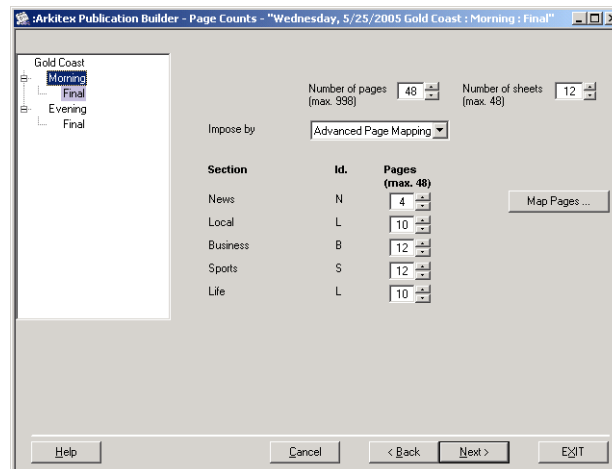 :Arkitex Publication Builder - Page Counts - "Wednesday, 5/25/2005 Gold Coast : Morning : Final"
Gold Coast
Morning
Final
Evening
Final
Number of pages 48
(max. 998)
Number of sheets 12
(max. 48)
Impose by Advanced Page Mapping
Section Id. Pages
(max. 48)
News N 4
Local L 10
Business B 12
Sports S 12
Life L 10
Map Pages ...
Help Cancel < Back Next > EXIT